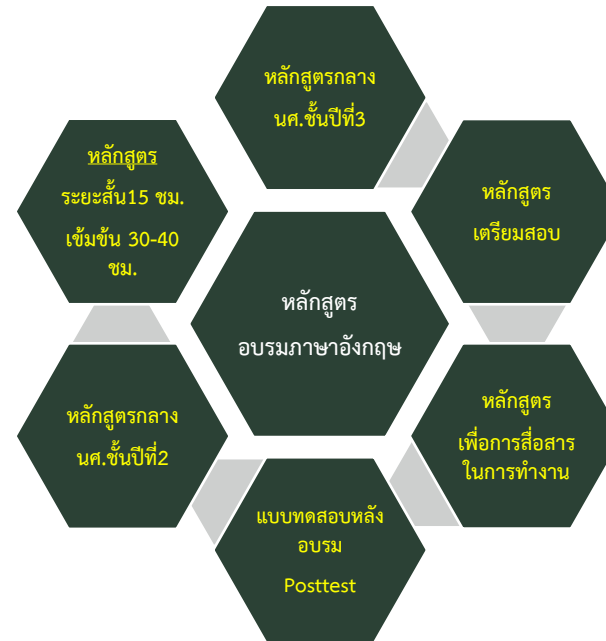 หลักสูตรกลาง
นศ.ชั้นปีที่3
หลักสูตร
ระยะสั้น15 ชม.
เข้มข้น 30-40
ชม.
หลักสูตร
เตรียมสอบ
หลักสูตร
อบรมภาษาอังกฤษ
หลักสูตรกลาง
นศ.ชั้นปีที่2
หลักสูตร
เพื่อการสื่อสาร
ในการทำงาน
แบบทดสอบหลัง
อบรม
Posttest